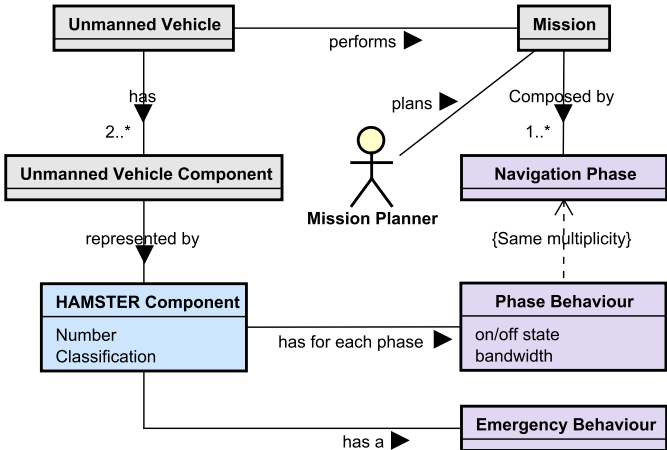 Unmanned Vehicle
Mission
performs
has
plans
Composed by
2..*
1..*
Unmanned Vehicle Component
Navigation Phase
Mission Planner
represented by
{Same multiplicity}
HAMSTER Component
Phase Behaviour
Number
Classification
on/off state
bandwidth
has for each phase
Emergency Behaviour
has a